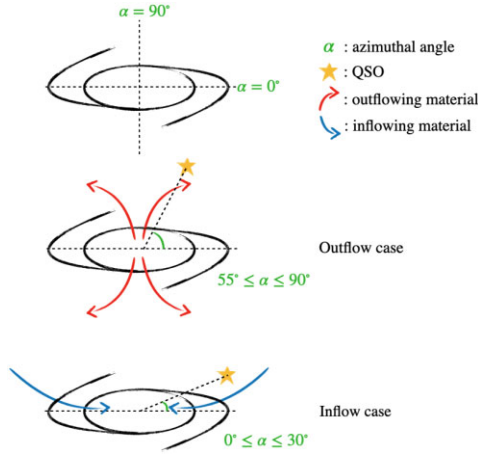 α = 90°
α = 0°
α : azimuthal angle
: QSO
: outflowing material
: inflowing material
Outflow case
55° ≤ α ≤ 90°
Inflow case
0° ≤ α ≤ 30°